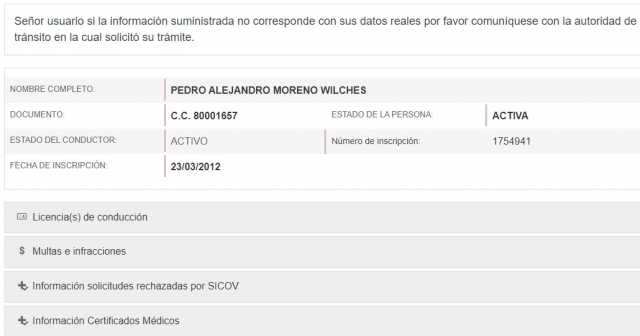 Señor usuario si la información suministrada no corresponde con sus datos reales por favor comuníquese con la autoridad de
tránsito en la cual solicitó su trámite.
NOMBRE COMPLETO: PEDRO ALEJANDRO MORENO WILCHES
DOCUMENTO: C.C. 80001657 ESTADO DE LA PERSONA: ACTIVA
ESTADO DEL CONDUCTOR: ACTIVO Número de inscripción: 1754941
FECHA DE INSCRIPCIÓN: 23/03/2012
Licencia(s) de conducción
$ Multas e infracciones
Información solicitudes rechazadas por SICOV
Información Certificados Médicos